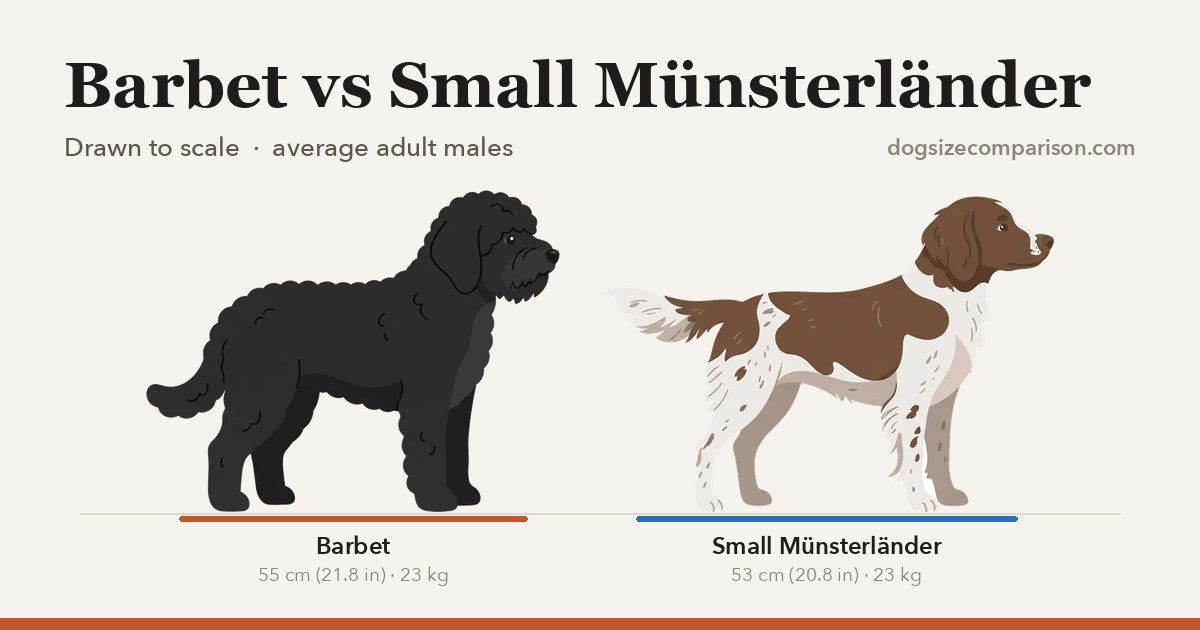 Barbet vs Small Münsterländer
Drawn to scale · average adult males
dogsizecomparison.com
Barbet
55 cm (21.8 in) · 23 kg
Small Münsterländer
53 cm (20.8 in) · 23 kg